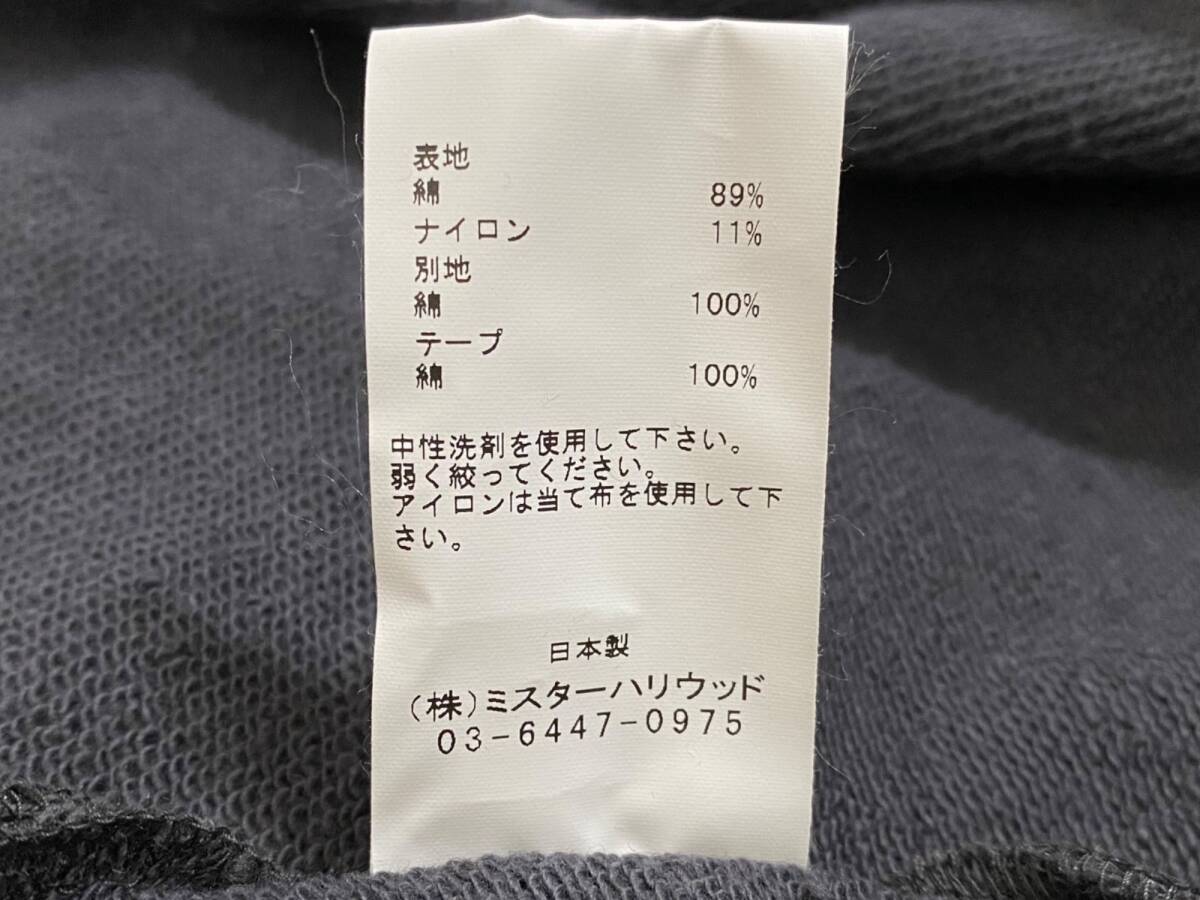 表地
綿 89%
ナイロン 11%
別地
綿 100%
テープ
綿 100%
中性洗剤を使用して下さい。
弱く絞ってください。
アイロンは当て布を使用して下
さい。
日本製
(株)ミスターハリウッド
03-6447-0975